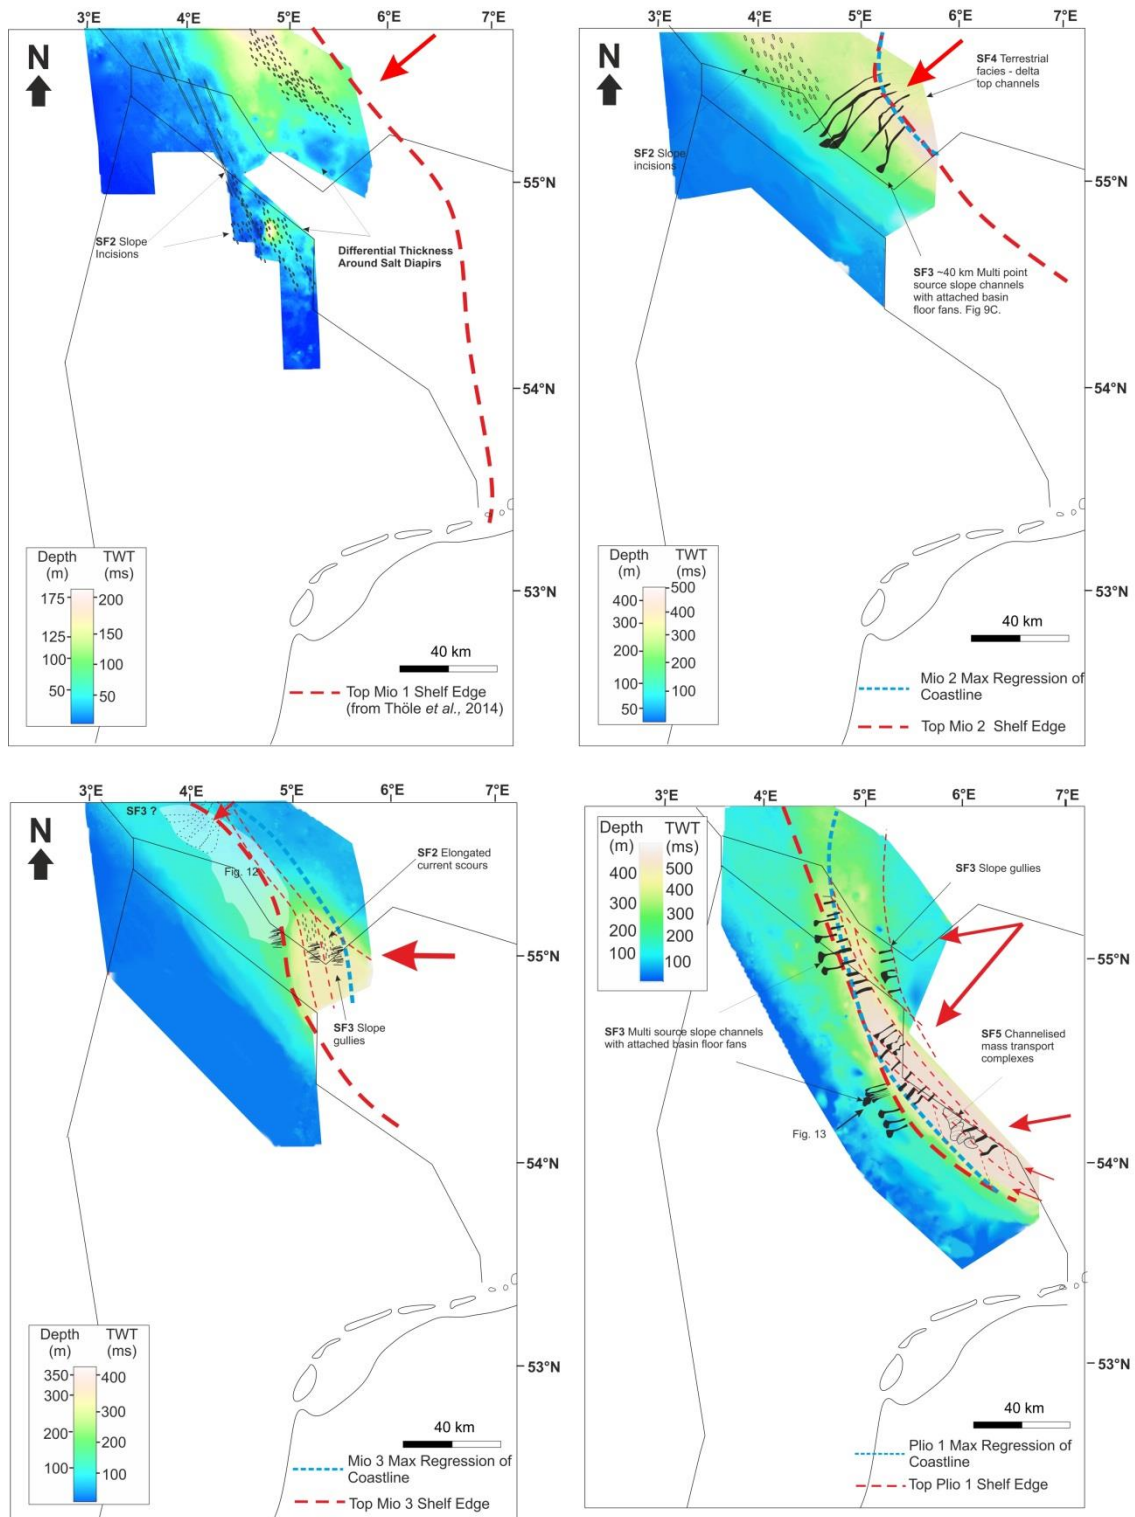 3°E 4°E 5°E 6°E 7°E
N
SF2 Slope
Incisions
Differential Thickness
Around Salt Diapirs
55°N
54°N
53°N
Depth
(m)
TWT
(ms)
175 200
150
125
100 100
50 50
40 km
Top Mio 1 Shelf Edge
(from Thöle et al., 2014)
3°E 4°E 5°E 6°E 7°E
N
SF4 Terrestrial
facies - delta
top channels
SF2 Slope
incisions
SF3 ~40 km Multi point
source slope channels
with attached basin
floor fans. Fig 9C.
55°N
54°N
53°N
Depth
(m)
TWT
(ms)
500
400 400
300 300
200 200
100 100
50
40 km
Mio 2 Max Regression of
Coastline
Top Mio 2 Shelf Edge
3°E 4°E 5°E 6°E
N
SF3 ?
Fig. 12
SF2 Elongated
current scours
SF3 Slope
gullies
55°N
54°N
53°N
Depth
(m)
TWT
(ms)
350 400
300 300
200 200
100 100
40 km
Mio 3 Max Regression of
Coastline
Top Mio 3 Shelf Edge
3°E 4°E 5°E 6°E 7°E
Depth
(m)
TWT
(ms)
400 500
400
300 300
200 200
100 100
SF3 Slope gullies
SF3 Multi source slope channels
with attached basin floor fans
SF5 Channelised
mass transport
complexes
Fig. 13
55°N
54°N
53°N
40 km
Plio 1 Max Regression of
Coastline
Top Plio 1 Shelf Edge